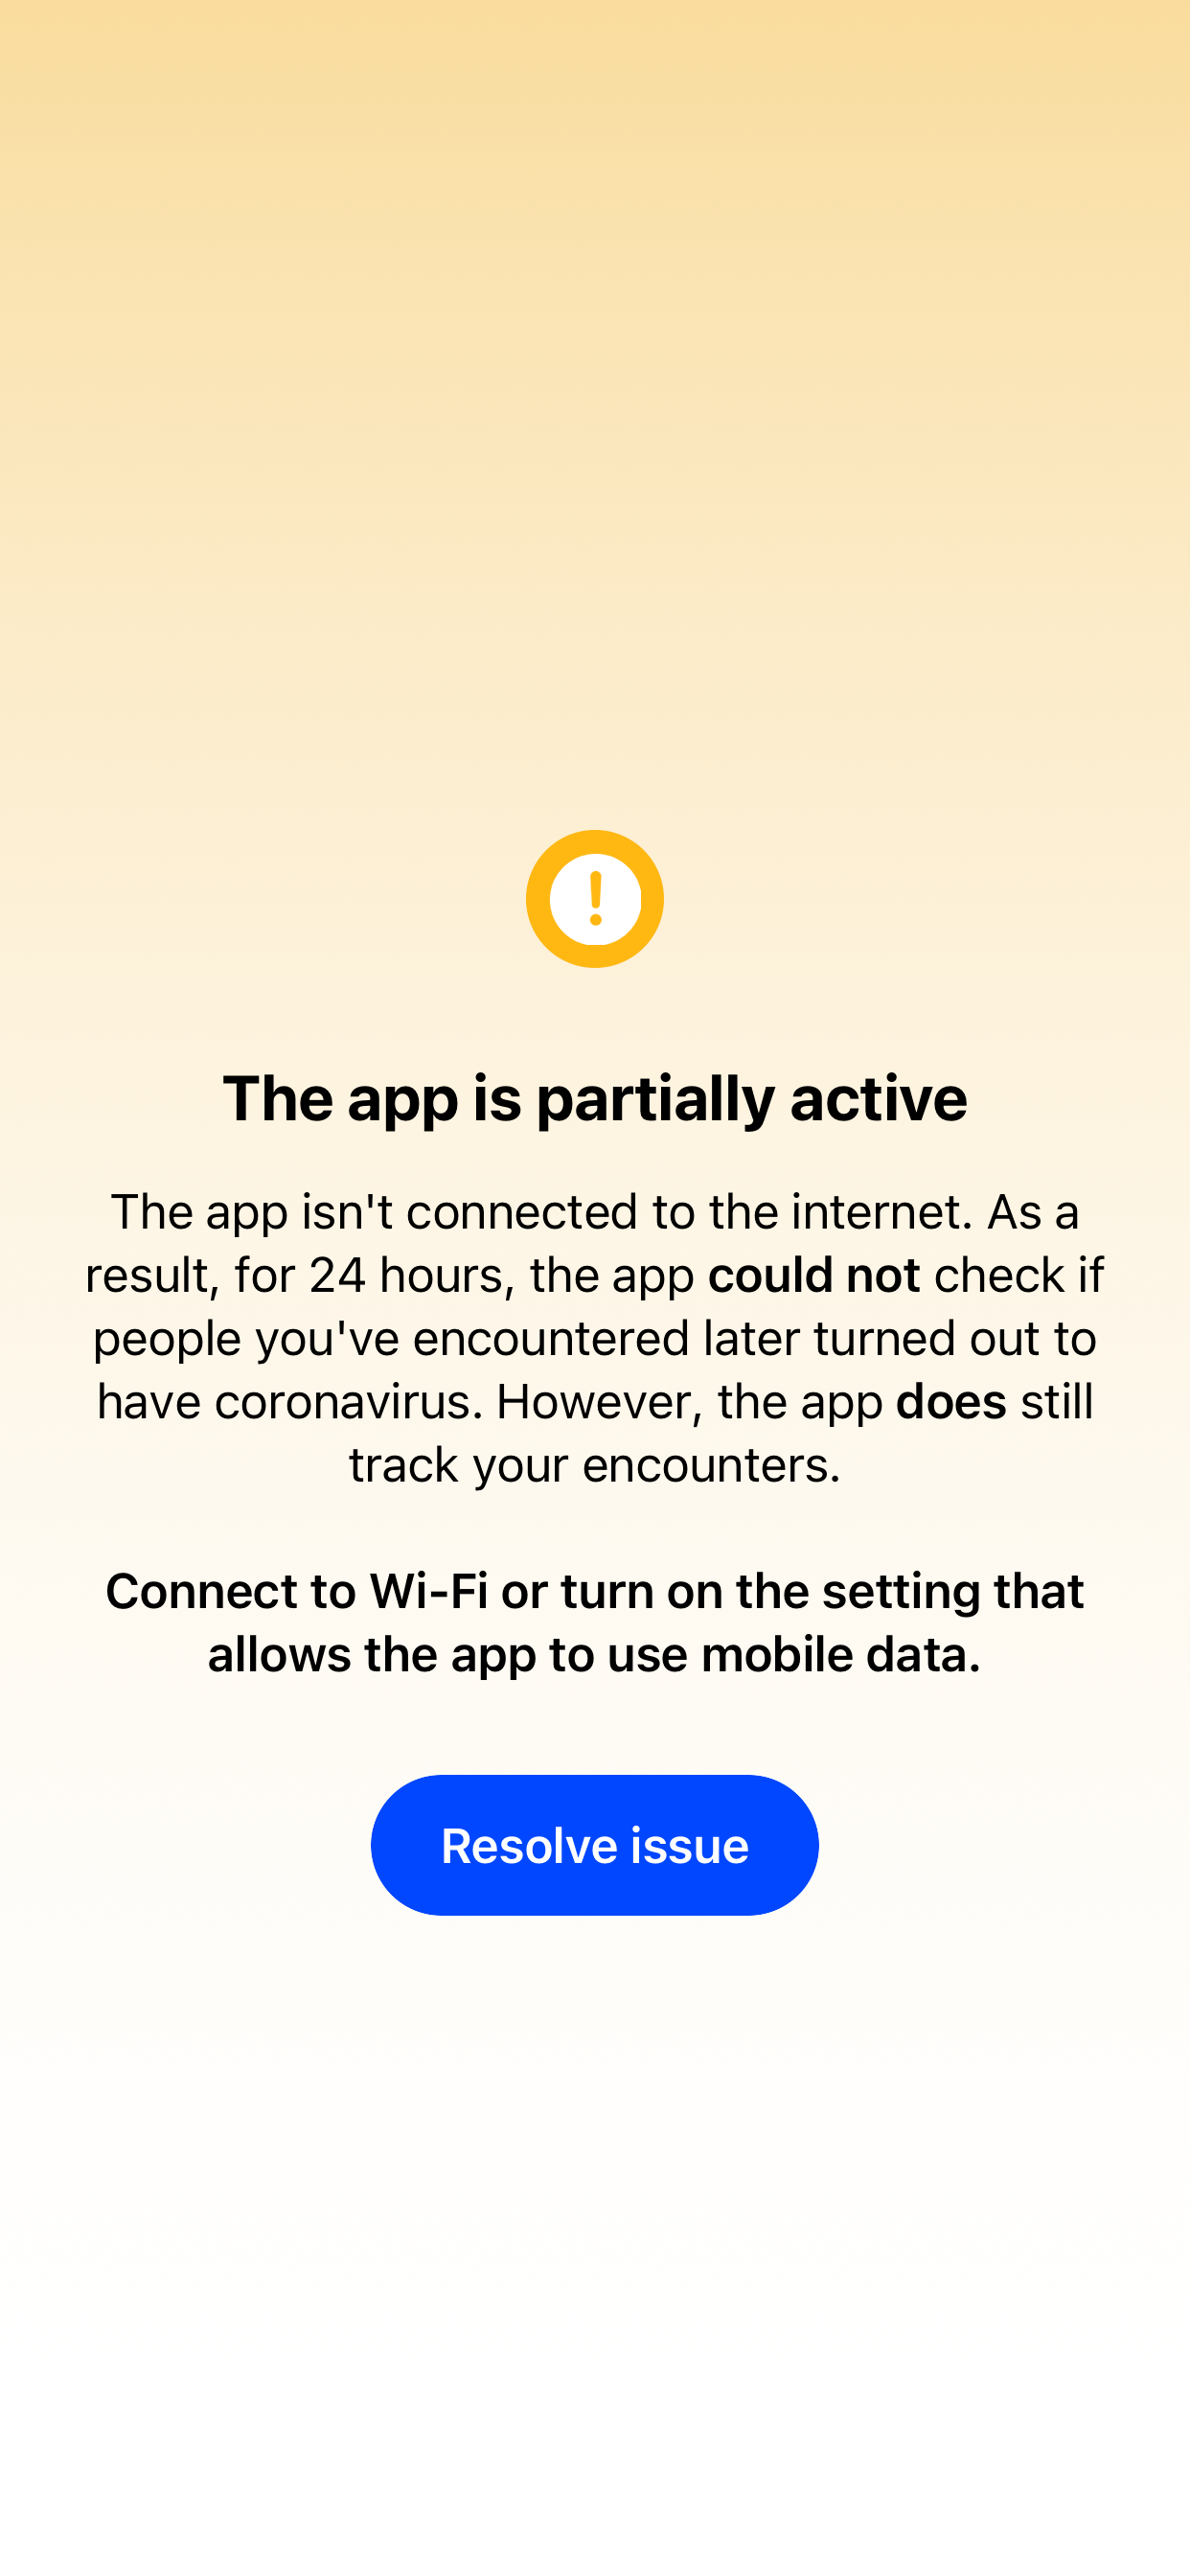 The app is partially active
The app isn't connected to the internet. As a
result, for 24 hours, the app could not check if
people you've encountered later turned out to
have coronavirus. However, the app does still
track your encounters.
Connect to Wi-Fi or turn on the setting that
allows the app to use mobile data.
Resolve issue